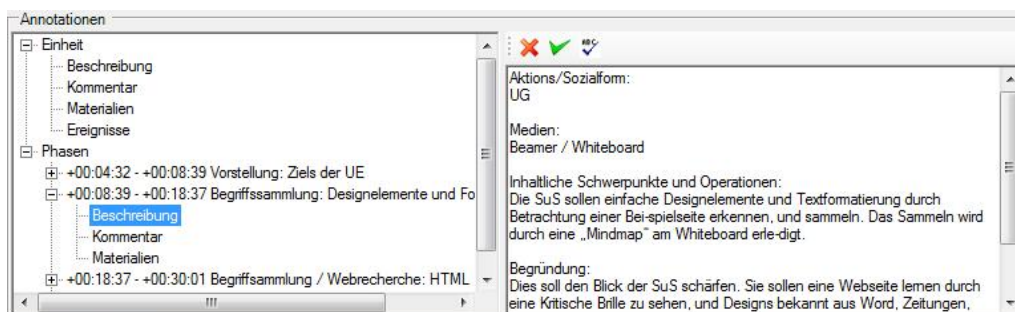 Annotationen
Einheit
Beschreibung
Kommentar
Materialien
Ereignisse
Phasen
+00:04:32 - +00:08:39 Vorstellung: Ziels der UE
+00:08:39 - +00:18:37 Begriffssammlung: Designelemente und Fo
Beschreibung
Kommentar
Materialien
+00:18:37 - +00:30:01 Begriffssammlung / Webrecherche: HTML
ABC
Aktions/Sozialform:
UG
Medien:
Beamer / Whiteboard
Inhaltliche Schwerpunkte und Operationen:
Die SuS sollen einfache Designelemente und Textformatierung durch
Betrachtung einer Bei-spielseite erkennen, und sammeln. Das Sammeln wird
durch eine „Mindmap“ am Whiteboard erle-digt.
Begründung:
Dies soll den Blick der SuS schärfen. Sie sollen eine Webseite lernen durch
eine Kritische Brille zu sehen, und Designs bekannt aus Word, Zeitungen,